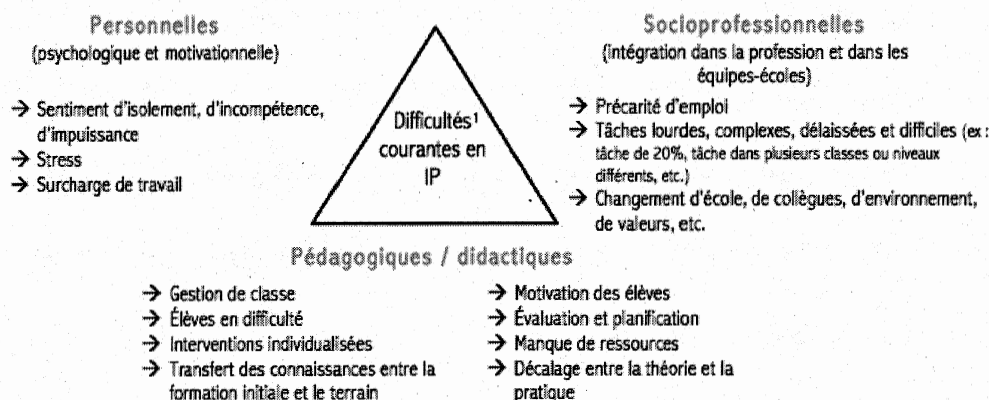 Personnelles
(psychologique et motivationnelle)
→ Sentiment d'isolement, d'incompétence,
d'impuissance
→ Stress
→ Surcharge de travail
Difficultés¹
courantes en
IP
Socioprofessionnelles
(intégration dans la profession et dans les
équipes-écoles)
→ Précarité d'emploi
→ Tâches lourdes, complexes, délaissées et difficiles (ex :
tâche de 20%, tâche dans plusieurs classes ou niveaux
différents, etc.)
→ Changement d'école, de collègues, d'environnement,
de valeurs, etc.
Pédagogiques / didactiques
→ Gestion de classe
→ Élèves en difficulté
→ Interventions individualisées
→ Transfert des connaissances entre la
formation initiale et le terrain
→ Motivation des élèves
→ Évaluation et planification
→ Manque de ressources
→ Décalage entre la théorie et la
pratique